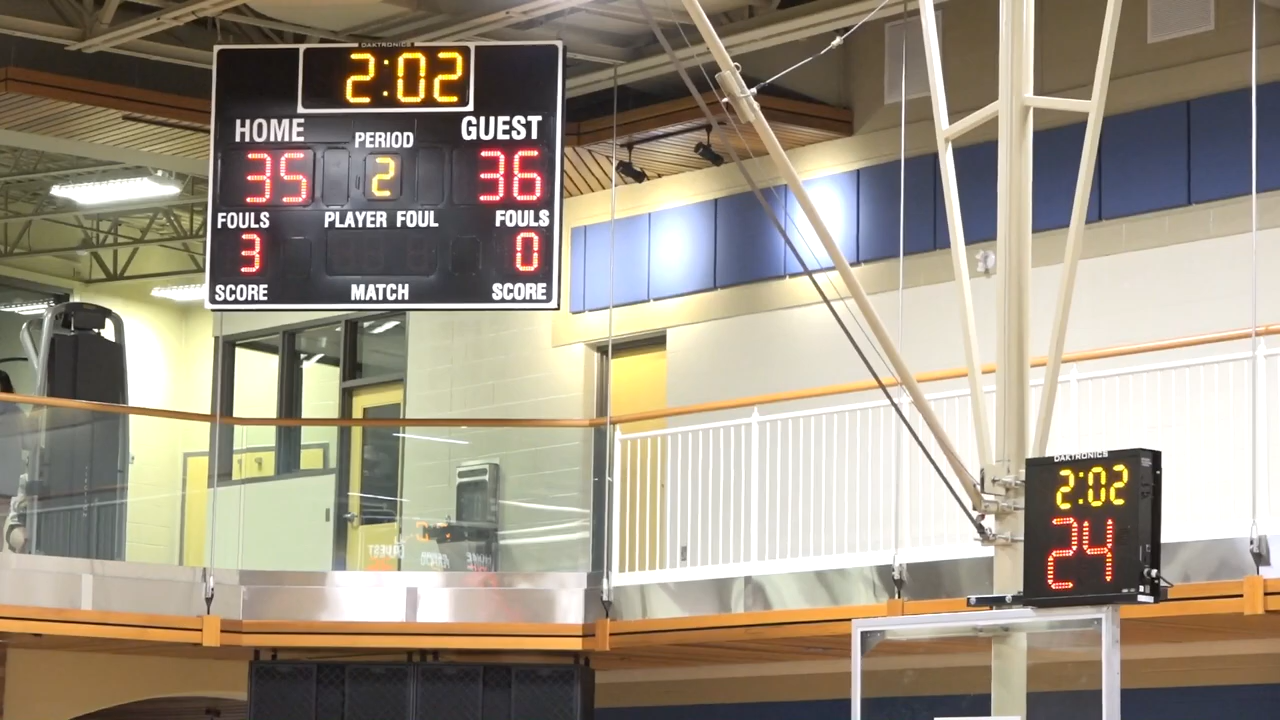 DAKTRONICS
2:02
HOME GUEST
PERIOD
35 2 36
FOULS PLAYER FOUL FOULS
3 0
SCORE MATCH SCORE
DAKTRONICS
2:02
24